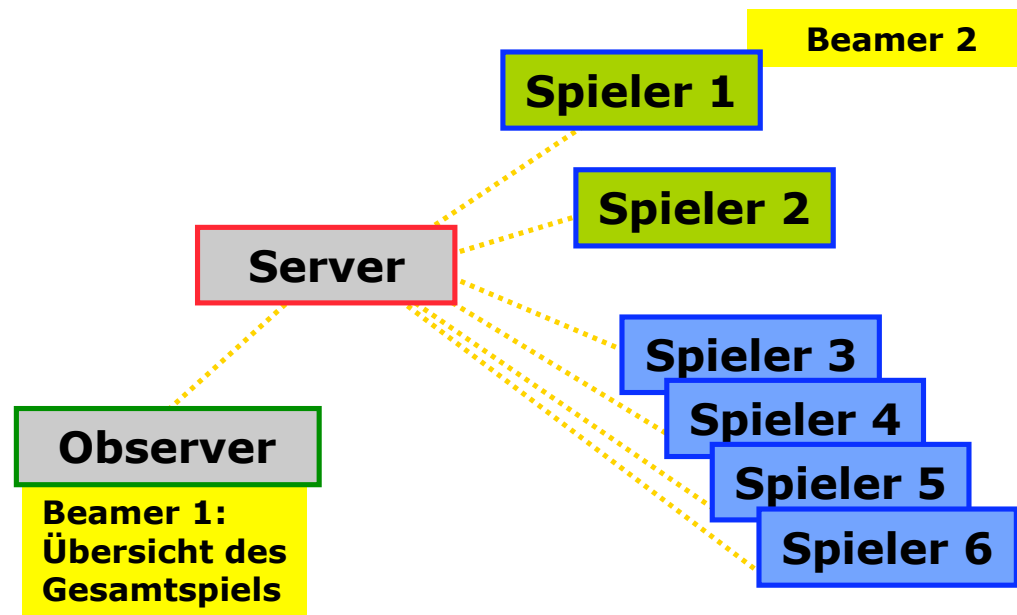 Beamer 2
Spieler 1
Spieler 2
Server
Spieler 3
Spieler 4
Spieler 5
Spieler 6
Observer
Beamer 1:
Übersicht des
Gesamtspiels